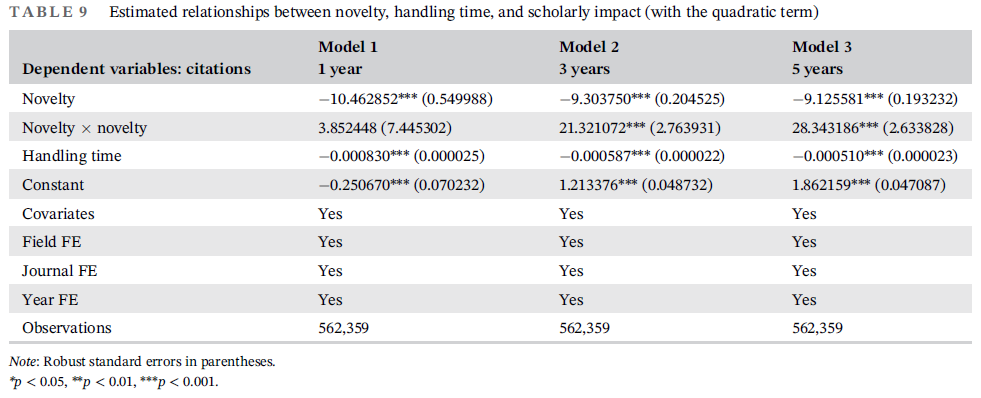 TABLE 9 Estimated relationships between novelty, handling time, and scholarly impact (with the quadratic term)
Model 1 Model 2 Model 3
Dependent variables: citations 1 year 3 years 5 years
Novelty −10.462852*** (0.549988) −9.303750*** (0.204525) −9.125581*** (0.193232)
Novelty × novelty 3.852448 (7.445302) 21.321072*** (2.763931) 28.343186*** (2.633828)
Handling time −0.000830*** (0.000025) −0.000587*** (0.000022) −0.000510*** (0.000023)
Constant −0.250670*** (0.070232) 1.213376*** (0.048732) 1.862159*** (0.047087)
Covariates Yes Yes Yes
Field FE Yes Yes Yes
Journal FE Yes Yes Yes
Year FE Yes Yes Yes
Observations 562,359 562,359 562,359
Note: Robust standard errors in parentheses.
*p < 0.05, **p < 0.01, ***p < 0.001.